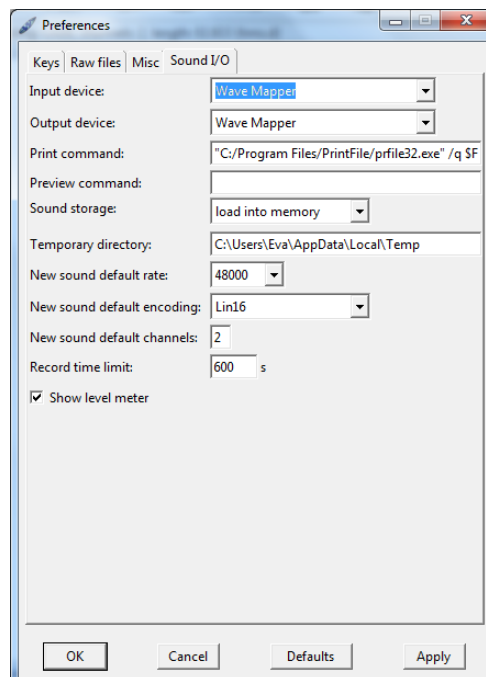 Preferences
Keys Raw files Misc Sound I/O
Input device: Wave Mapper
Output device: Wave Mapper
Print command: "C:/Program Files/PrintFile/prfile32.exe" /q $F
Preview command:
Sound storage: load into memory
Temporary directory: C:\Users\Eva\AppData\Local\Temp
New sound default rate: 48000
New sound default encoding: Lin16
New sound default channels: 2
Record time limit: 600 s
Show level meter
OK Cancel Defaults Apply